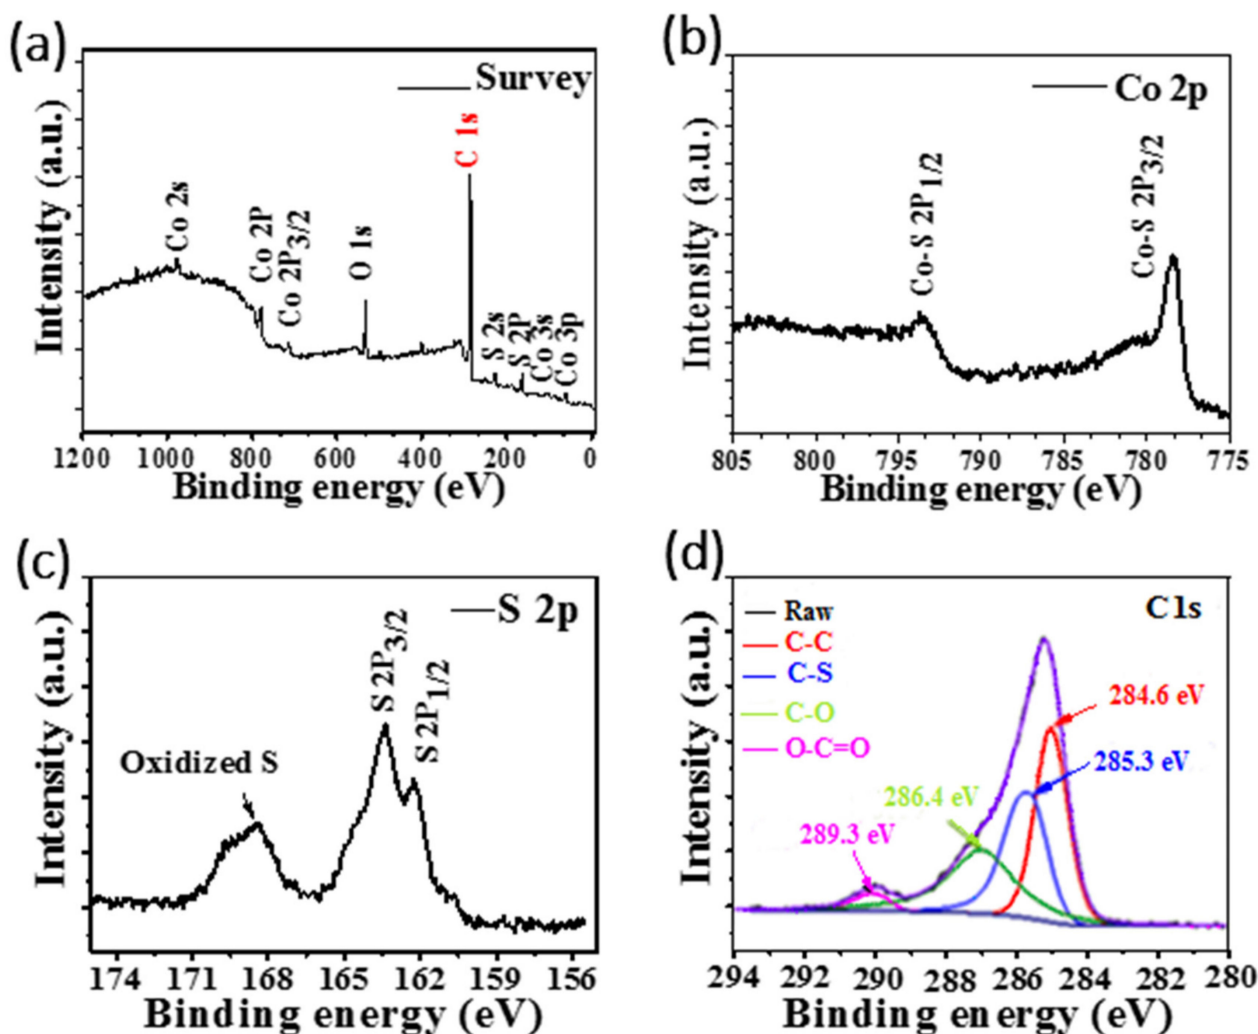 (a)
Survey
Co 2s
Co 2P
Co 2P3/2
O 1s
C 1s
S 2s
S 2P
Co 3s
Co 3p
Intensity (a.u.)
1200 1000 800 600 400 200 0
Binding energy (eV)
(b)
Co 2p
Co-S 2P1/2
Co-S 2P3/2
Intensity (a.u.)
805 800 795 790 785 780 775
Binding energy (eV)
(c)
S 2p
S 2P3/2
S 2P1/2
Oxidized S
Intensity (a.u.)
174 171 168 165 162 159 156
Binding energy (eV)
(d)
C1s
Raw
C-C
C-S
C-O
O-C=O
284.6 eV
285.3 eV
286.4 eV
289.3 eV
Intensity (a.u.)
294 292 290 288 286 284 282 280
Binding energy (eV)